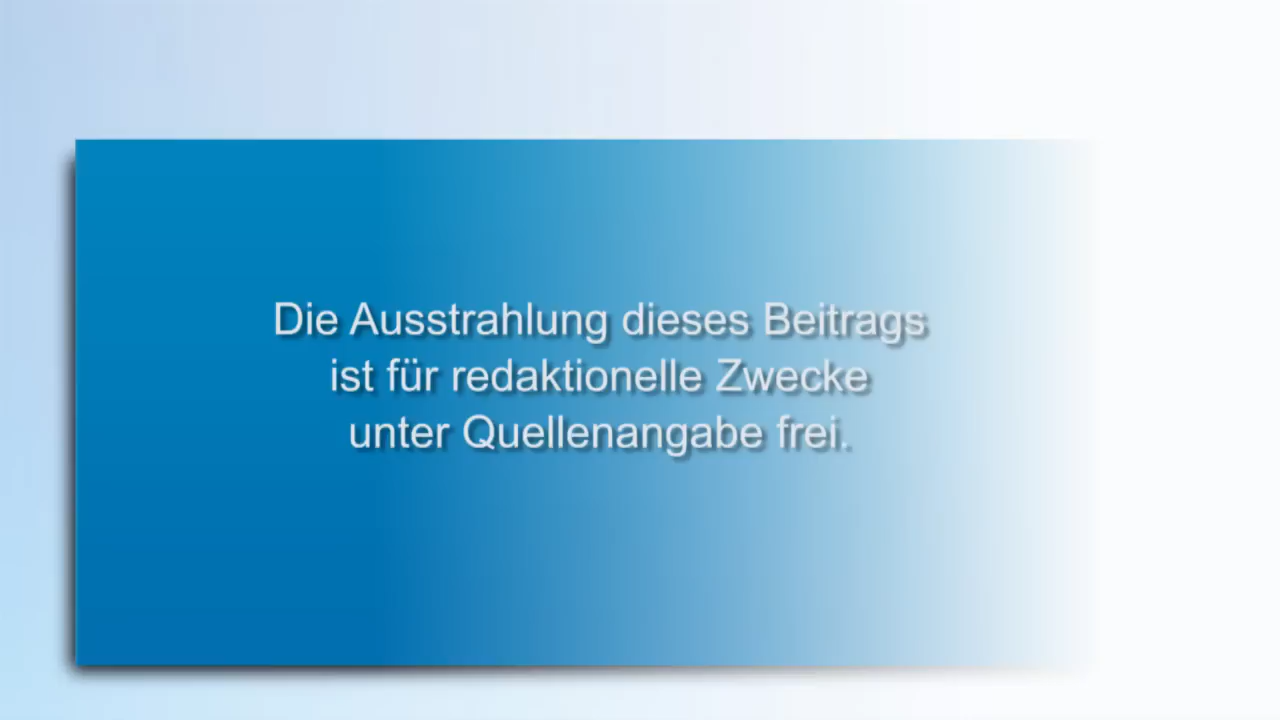 Die Ausstrahlung dieses Beitrags
ist für redaktionelle Zwecke
unter Quellenangabe frei.